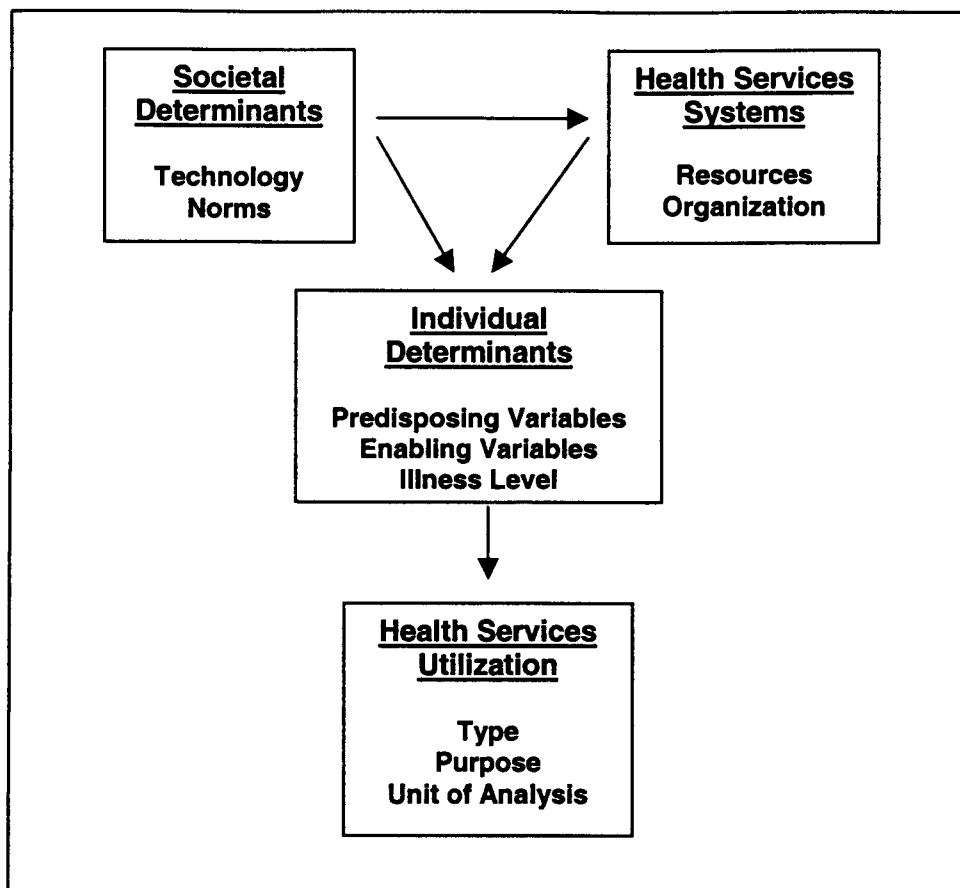 Societal
Determinants
Technology
Norms
Health Services
Systems
Resources
Organization
Individual
Determinants
Predisposing Variables
Enabling Variables
Illness Level
Health Services
Utilization
Type
Purpose
Unit of Analysis